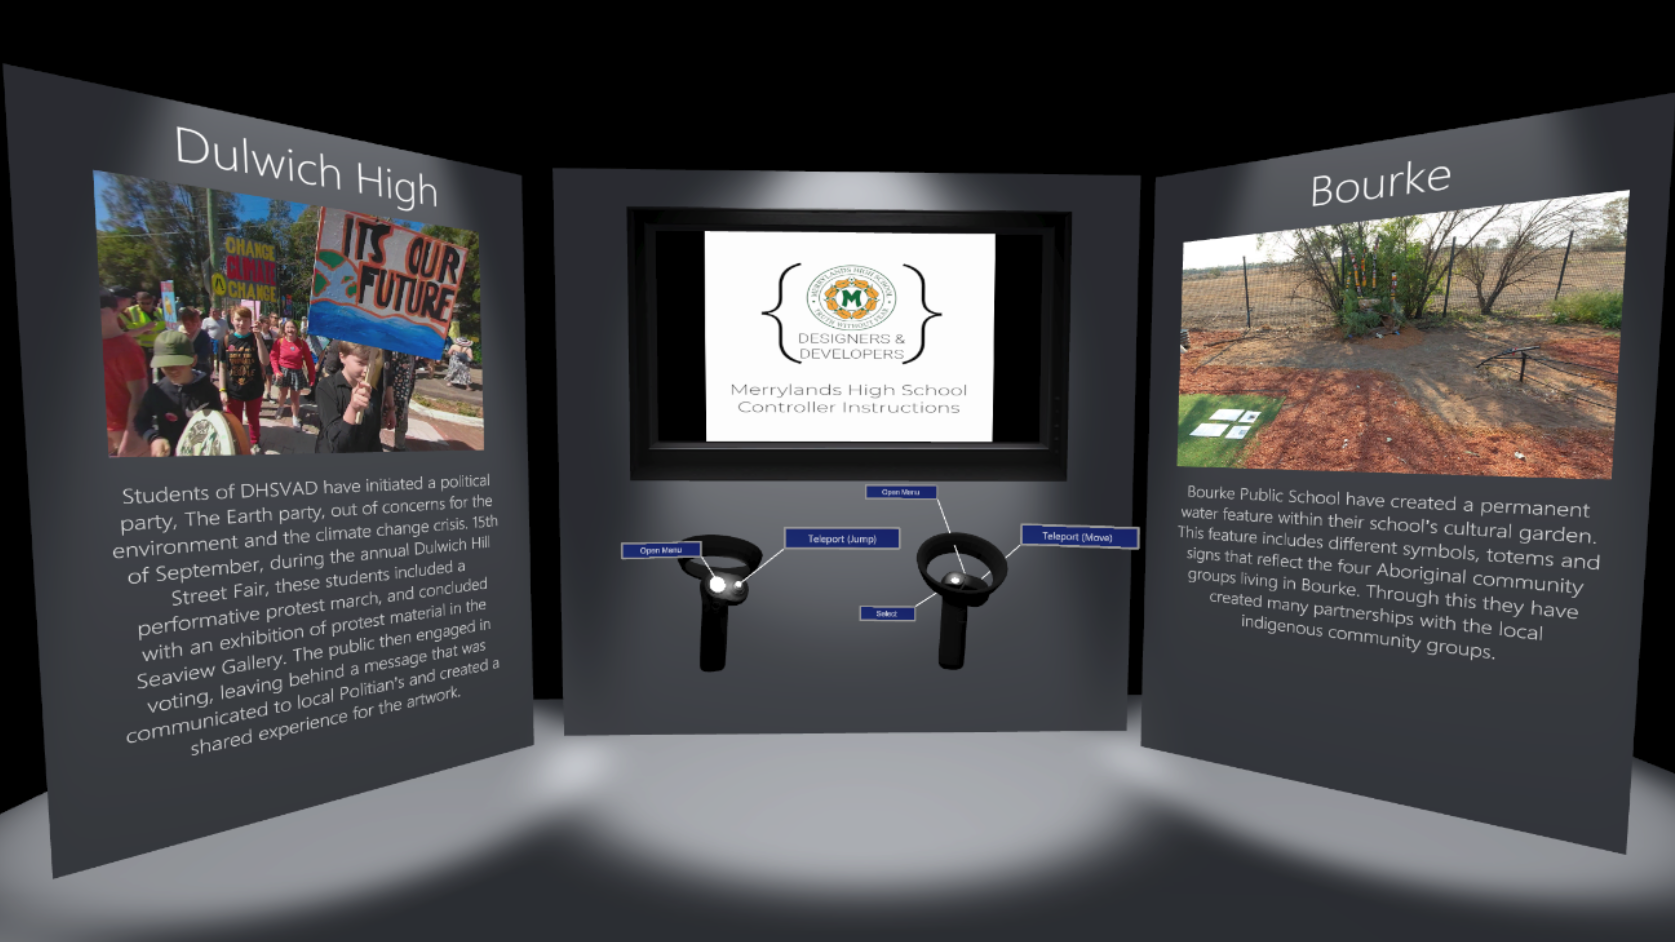 Dulwich High
CHANGE
CLIMATE
CHANGE
IT'S OUR
FUTURE
Students of DHSVAD have initiated a political
party, The Earth party, out of concerns for the
environment and the climate change crisis. 15th
of September, during the annual Dulwich Hill
Street Fair, these students included a
performative protest march, and concluded
with an exhibition of protest material in the
Seaview Gallery. The public then engaged in
voting, leaving behind a message that was
communicated to local Politian's and created a
shared experience for the artwork.
MERRYLANDS HIGH SCHOOL
M
TRUTH WITHOUT FEAR
DESIGNERS &
DEVELOPERS
Merrylands High School
Controller Instructions
Open Menu
Teleport (Jump)
Open Menu
Teleport (Move)
Select
Bourke
Bourke Public School have created a permanent
water feature within their school's cultural garden.
This feature includes different symbols, totems and
signs that reflect the four Aboriginal community
groups living in Bourke. Through this they have
created many partnerships with the local
indigenous community groups.